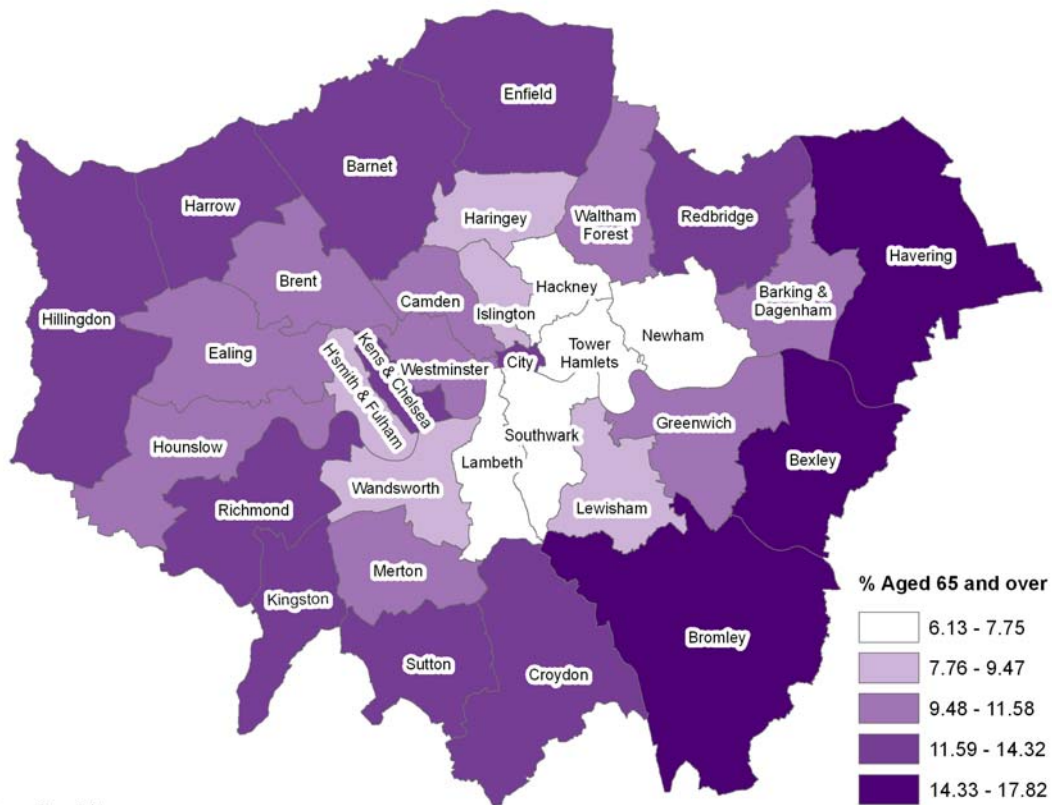 Enfield
Barnet
Harrow
Haringey
Waltham
Forest
Redbridge
Havering
Hillingdon
Brent
Camden
Islington
Hackney
Barking &
Dagenham
Ealing
H'smith & Fulham
Kens & Chelsea
Westminster
City
Tower
Hamlets
Newham
Hounslow
Richmond
Wandsworth
Lambeth
Southwark
Lewisham
Greenwich
Bexley
Kingston
Merton
Sutton
Croydon
Bromley
% Aged 65 and over
6.13 - 7.75
7.76 - 9.47
9.48 - 11.58
11.59 - 14.32
14.33 - 17.82